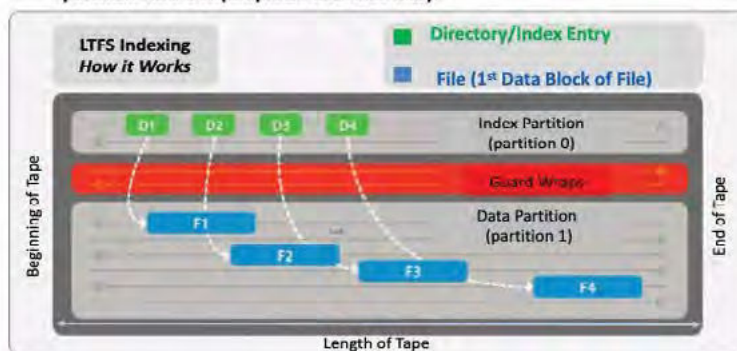 LTFS Indexing
How it Works
Directory/Index Entry
File (1st Data Block of File)
D1 D2 D3 D4
Index Partition
(partition 0)
Guard Wraps
Data Partition
(partition 1)
F1
F2
F3
F4
Beginning of Tape
End of Tape
Length of Tape